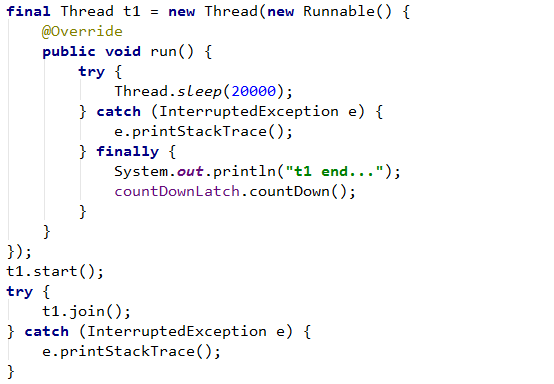 final Thread t1 = new Thread(new Runnable() {
    @Override
    public void run() {
        try {
            Thread.sleep(20000);
        } catch (InterruptedException e) {
            e.printStackTrace();
        } finally {
            System.out.println("t1 end...");
            countDownLatch.countDown();
        }
    }
});
t1.start();
try {
    t1.join();
} catch (InterruptedException e) {
    e.printStackTrace();
}